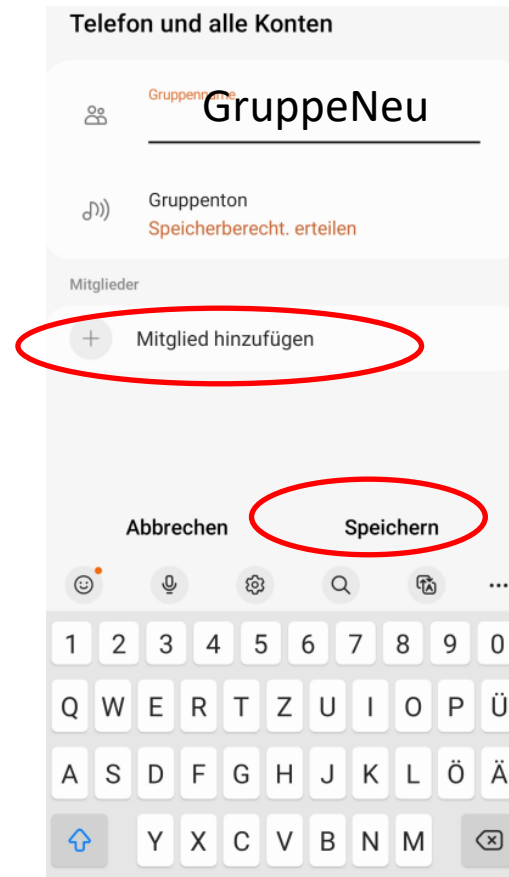 Telefon und alle Konten
Gruppenname
GruppeNeu
Gruppenton
Speicherberecht. erteilen
Mitglieder
+ Mitglied hinzufügen
Abbrechen Speichern
1 2 3 4 5 6 7 8 9 0
Q W E R T Z U I O P Ü
A S D F G H J K L Ö Ä
Y X C V B N M